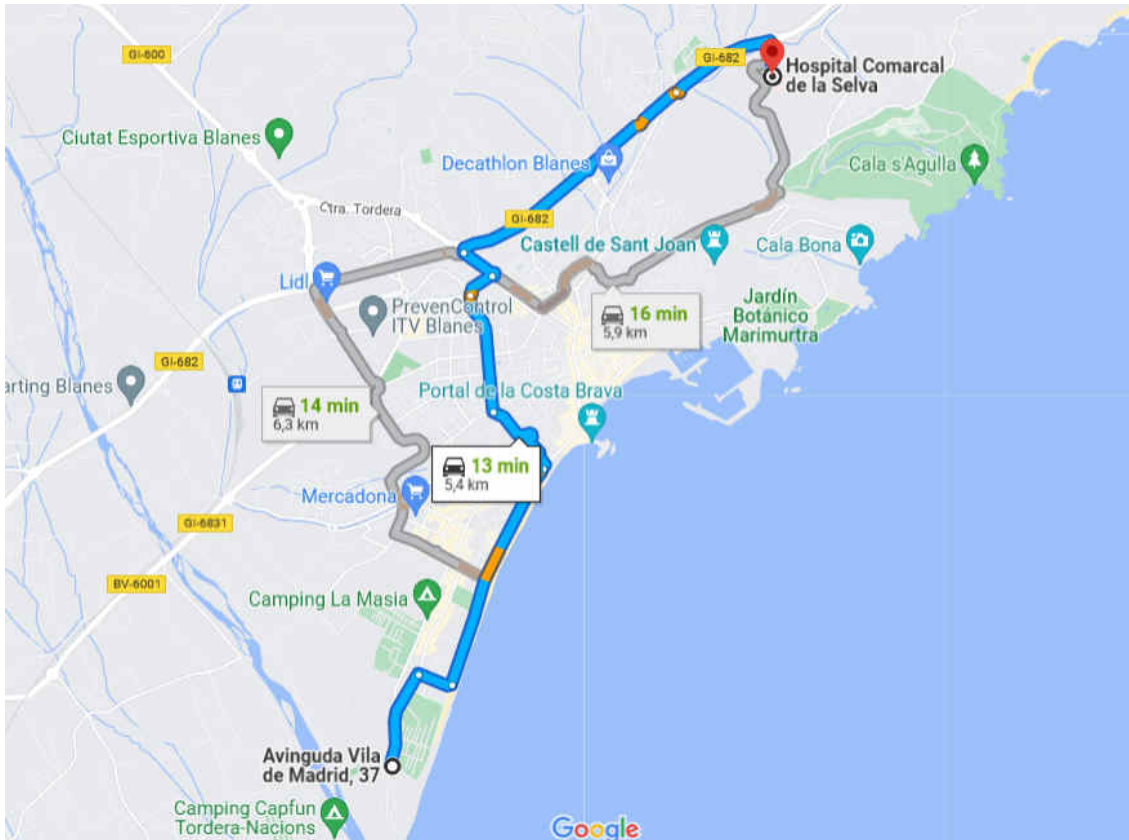 GI-600
GI-682
Hospital Comarcal
de la Selva
Ciutat Esportiva Blanes
Decathlon Blanes
Cala s'Agulla
Ctra. Tordera
GI-682
Castell de Sant Joan
Cala Bona
Lidl
PrevenControl
ITV Blanes
16 min
5,9 km
Jardín
Botánico
Marimurtra
GI-682
arting Blanes
Portal de la Costa Brava
14 min
6,3 km
13 min
5,4 km
Mercadona
GI-6831
BV-6001
Camping La Masia
Avinguda Vila
de Madrid, 37
Camping Capfun
Tordera-Nacions
Google